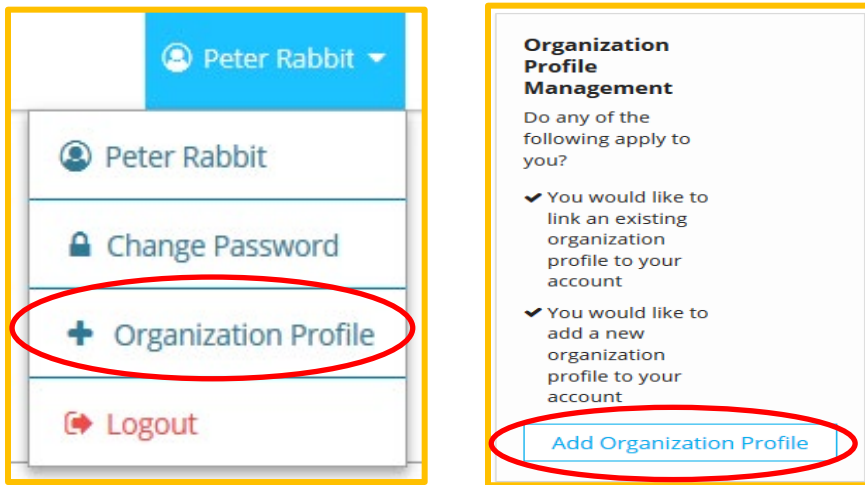 Peter Rabbit
Peter Rabbit
Change Password
Organization Profile
Logout
Organization
Profile
Management
Do any of the
following apply to
you?
You would like to
link an existing
organization
profile to your
account
You would like to
add a new
organization
profile to your
account
Add Organization Profile